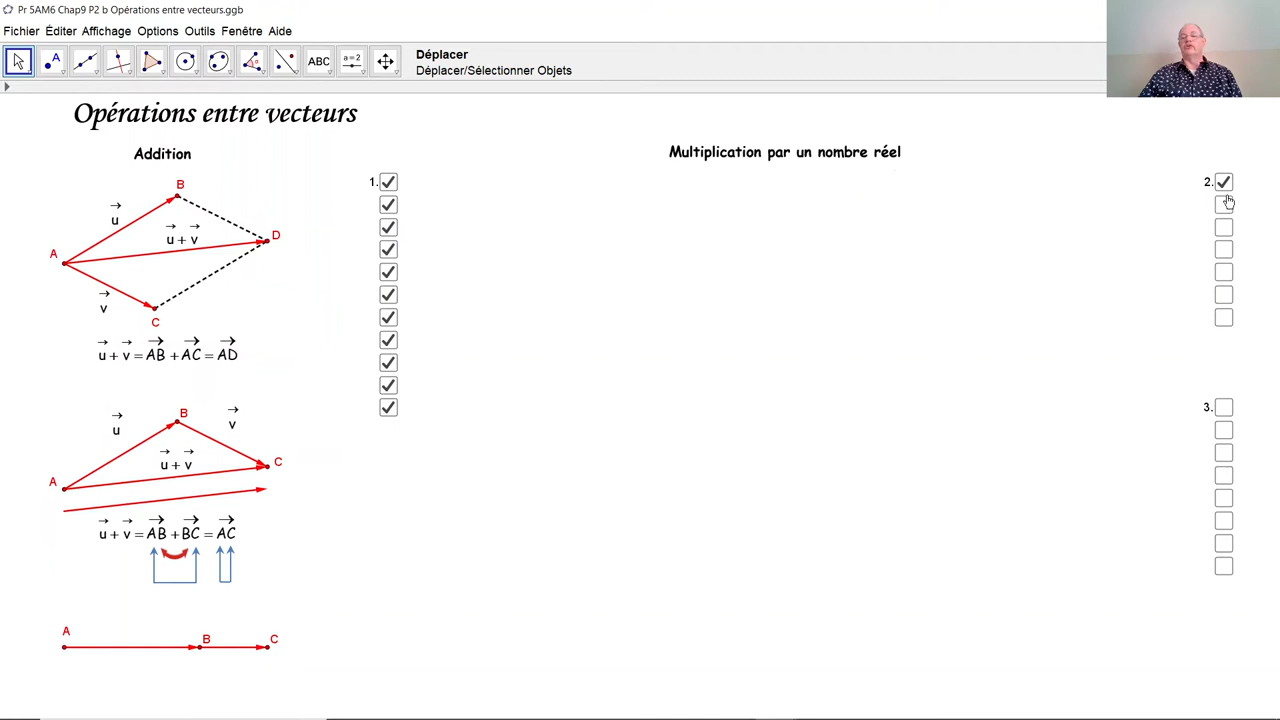 Pr 5AM6 Chap9 P2 b Opérations entre vecteurs.ggb
Fichier Éditer Affichage Options Outils Fenêtre Aide
A ABC a=2 Déplacer
Déplacer/Sélectionner Objets
Opérations entre vecteurs
Addition
Multiplication par un nombre réel
1.
2.
B
u
u + v
D
A
v
C
u + v = AB + AC = AD
3.
B
u
v
u + v
C
A
u + v = AB + BC = AC
A
B
C